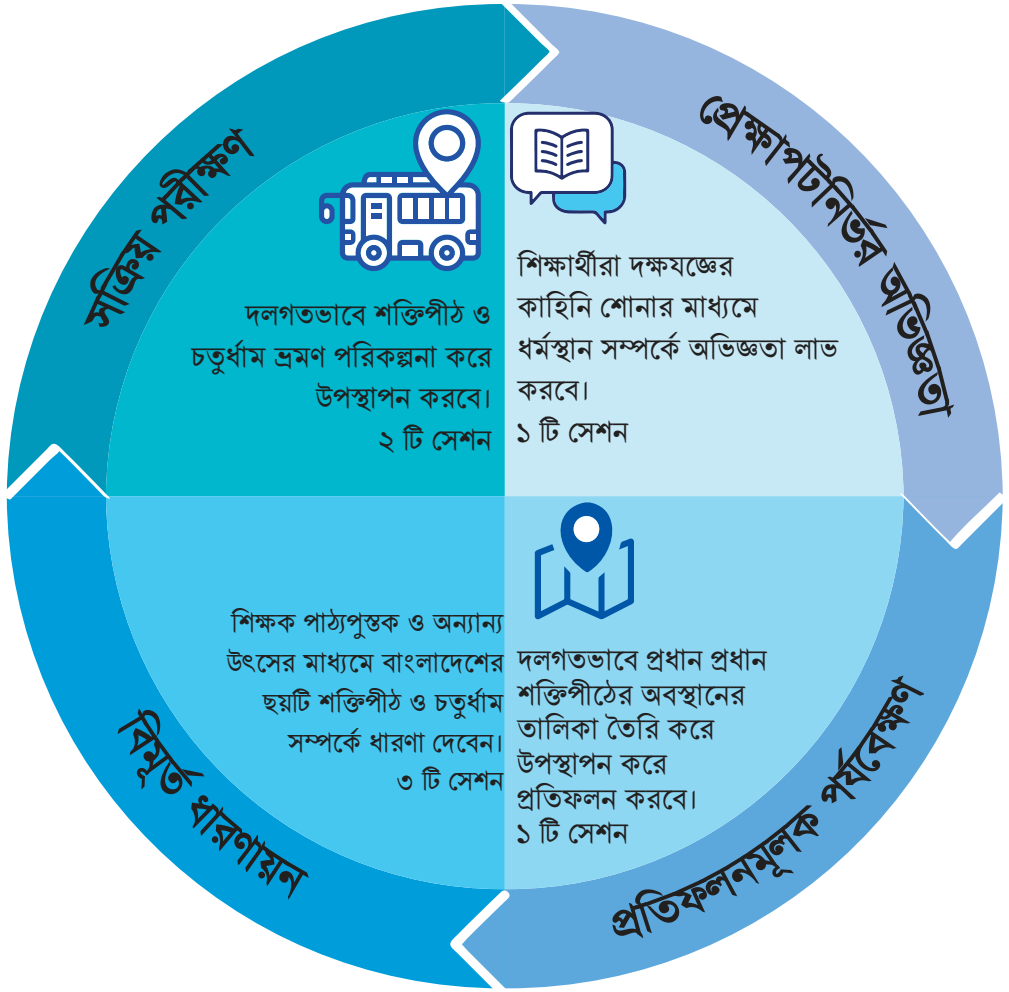 প্রেক্ষাপটনির্ভর অভিজ্ঞতা
শিক্ষার্থীরা দক্ষযজ্ঞের
কাহিনি শোনার মাধ্যমে
ধর্মস্থান সম্পর্কে অভিজ্ঞতা লাভ
করবে।
১ টি সেশন
প্রতিফলনমূলক পর্যবেক্ষণ
দলগতভাবে প্রধান প্রধান
শক্তিপীঠের অবস্থানের
তালিকা তৈরি করে
উপস্থাপন করে
প্রতিফলন করবে।
১ টি সেশন
বিমূর্ত ধারণায়ন
শিক্ষক পাঠ্যপুস্তক ও অন্যান্য
উৎসের মাধ্যমে বাংলাদেশের
ছয়টি শক্তিপীঠ ও চতুর্ধাম
সম্পর্কে ধারণা দেবেন।
৩ টি সেশন
সক্রিয় পরীক্ষণ
দলগতভাবে শক্তিপীঠ ও
চতুর্ধাম ভ্রমণ পরিকল্পনা করে
উপস্থাপন করবে।
২ টি সেশন